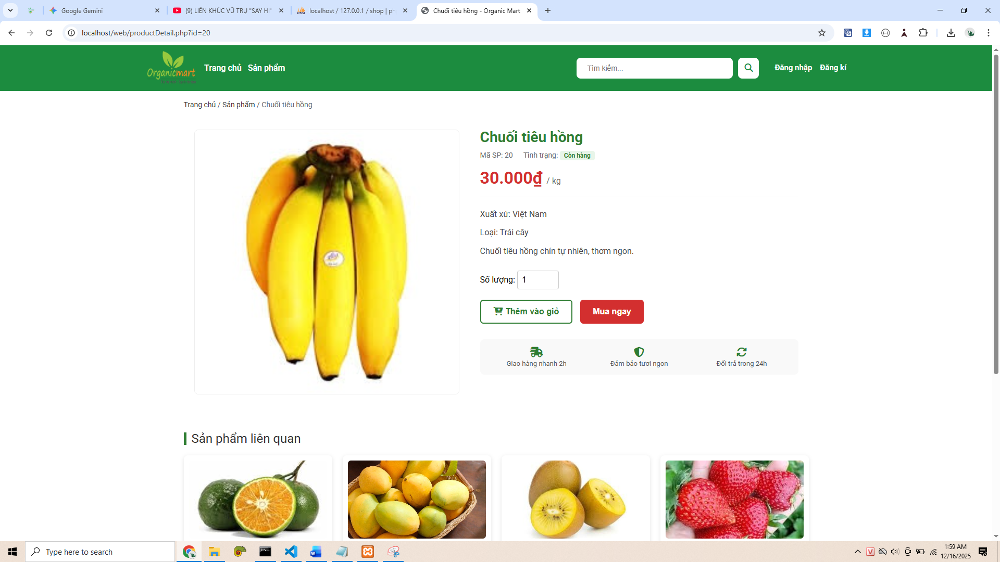 Google Gemini
(9) LIÊN KHÚC VŨ TRỤ "SAY HI"
localhost / 127.0.0.1 / shop | ph
Chuối tiêu hồng - Organic Mart
localhost/web/productDetail.php?id=20
Organicmart
Trang chủ
Sản phẩm
Tìm kiếm...
Đăng nhập
Đăng kí
Trang chủ / Sản phẩm / Chuối tiêu hồng
Chuối tiêu hồng
Mã SP: 20
Tình trạng: Còn hàng
30.000₫ / kg
Xuất xứ: Việt Nam
Loại: Trái cây
Chuối tiêu hồng chín tự nhiên, thơm ngon.
Số lượng: 1
Thêm vào giỏ
Mua ngay
Giao hàng nhanh 2h
Đảm bảo tươi ngon
Đổi trả trong 24h
Sản phẩm liên quan
Type here to search
1:59 AM
12/16/2025